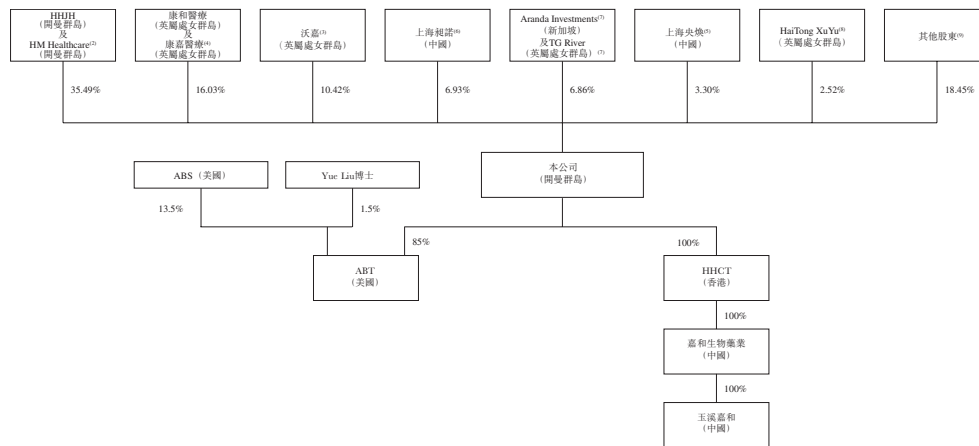 HHJH
(開曼群島)
及
HM Healthcare(2)
(開曼群島)
康和醫療
(英屬處女群島)
及
康嘉醫療(4)
(英屬處女群島)
沃嘉(3)
(英屬處女群島)
上海昶諾(6)
(中國)
Aranda Investments(7)
(新加坡)
及TG River
(英屬處女群島)(7)
上海央煥(5)
(中國)
HaiTong XuYu(8)
(英屬處女群島)
其他股東(9)
35.49%
16.03%
10.42%
6.93%
6.86%
3.30%
2.52%
18.45%
ABS(美國)
Yue Liu博士
本公司
(開曼群島)
13.5%
1.5%
85%
100%
ABT
(美國)
HHCT
(香港)
100%
嘉和生物藥業
(中國)
100%
玉溪嘉和
(中國)